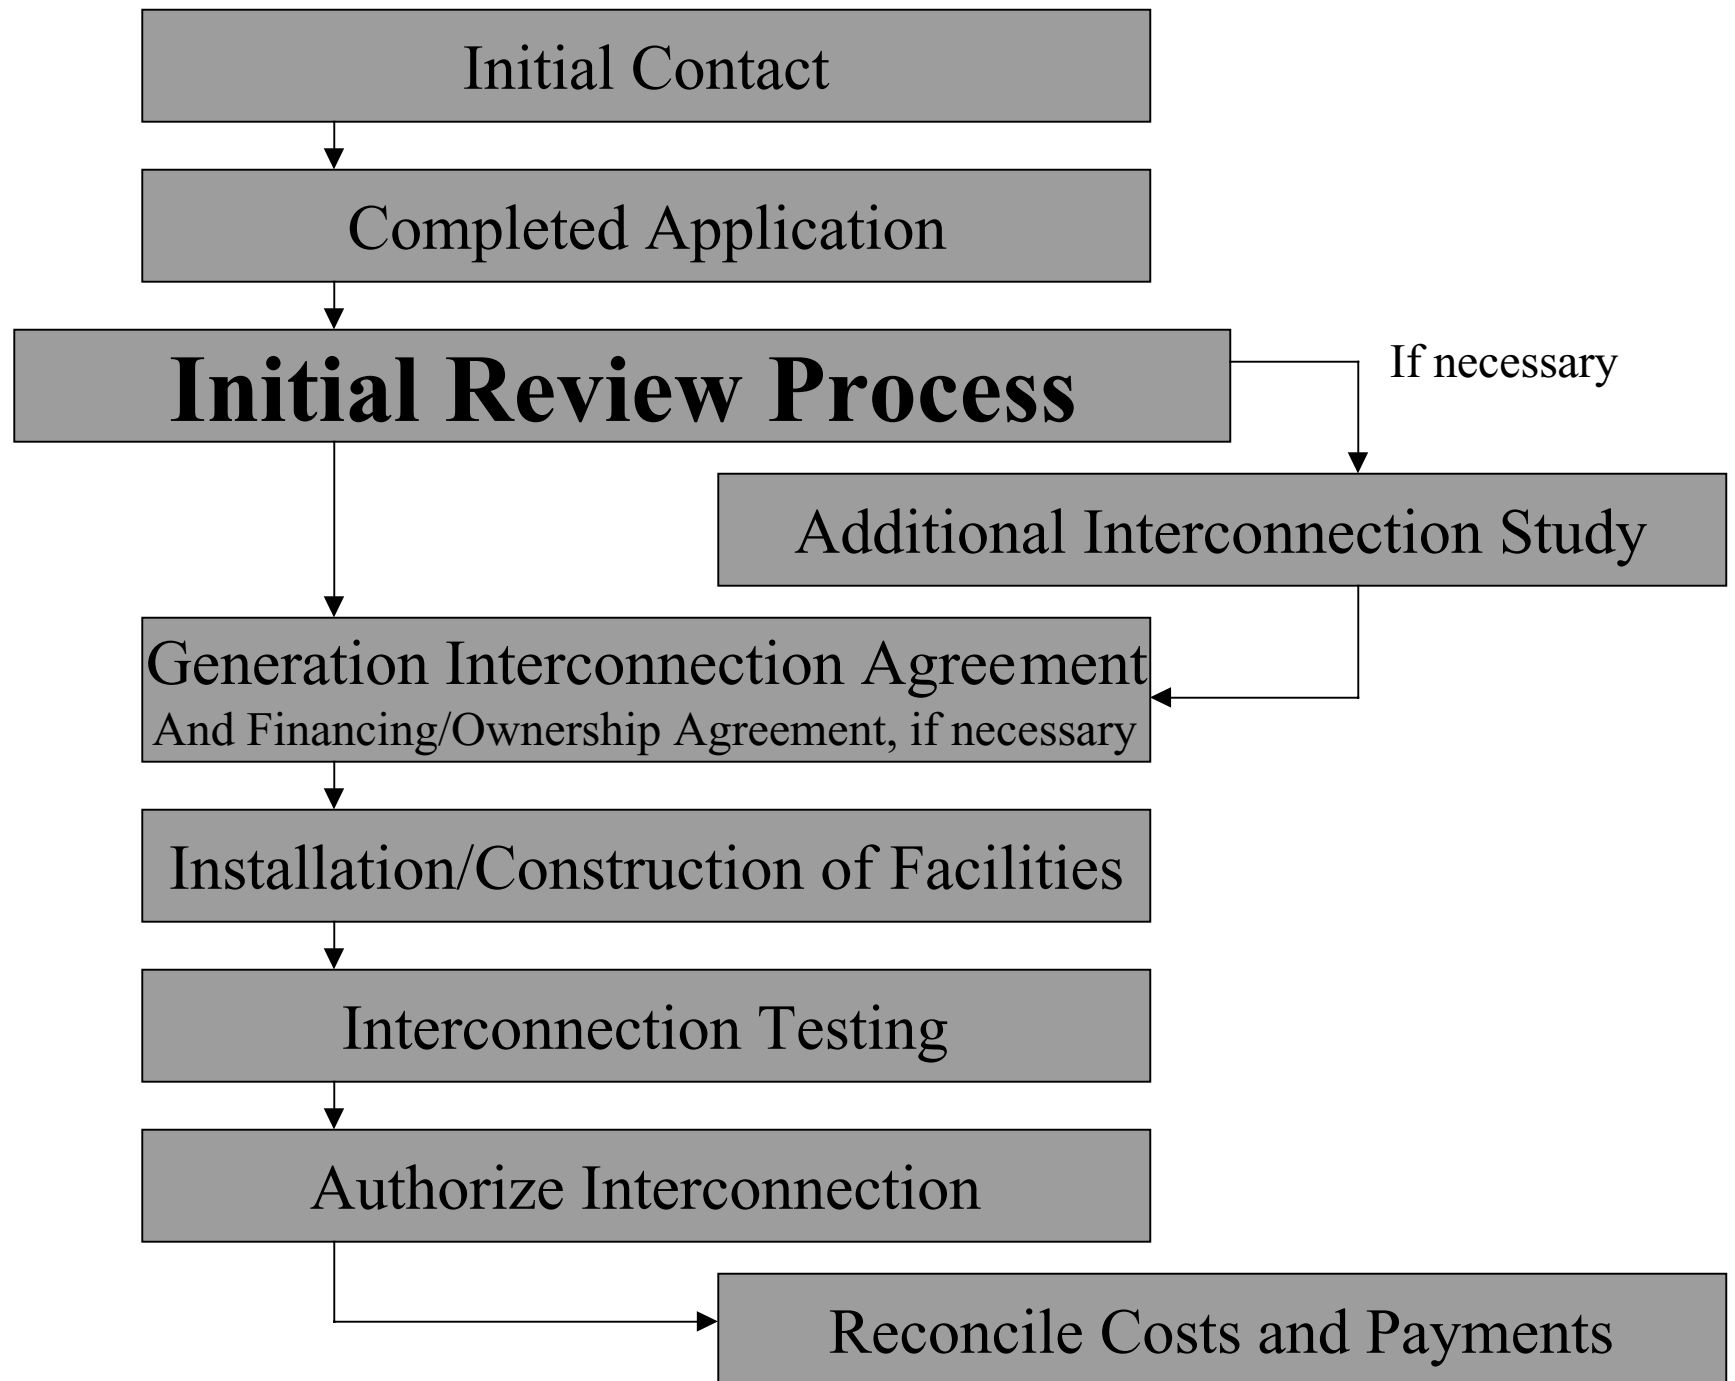 Initial Contact
Completed Application
Initial Review Process
If necessary
Additional Interconnection Study
Generation Interconnection Agreement
And Financing/Ownership Agreement, if necessary
Installation/Construction of Facilities
Interconnection Testing
Authorize Interconnection
Reconcile Costs and Payments